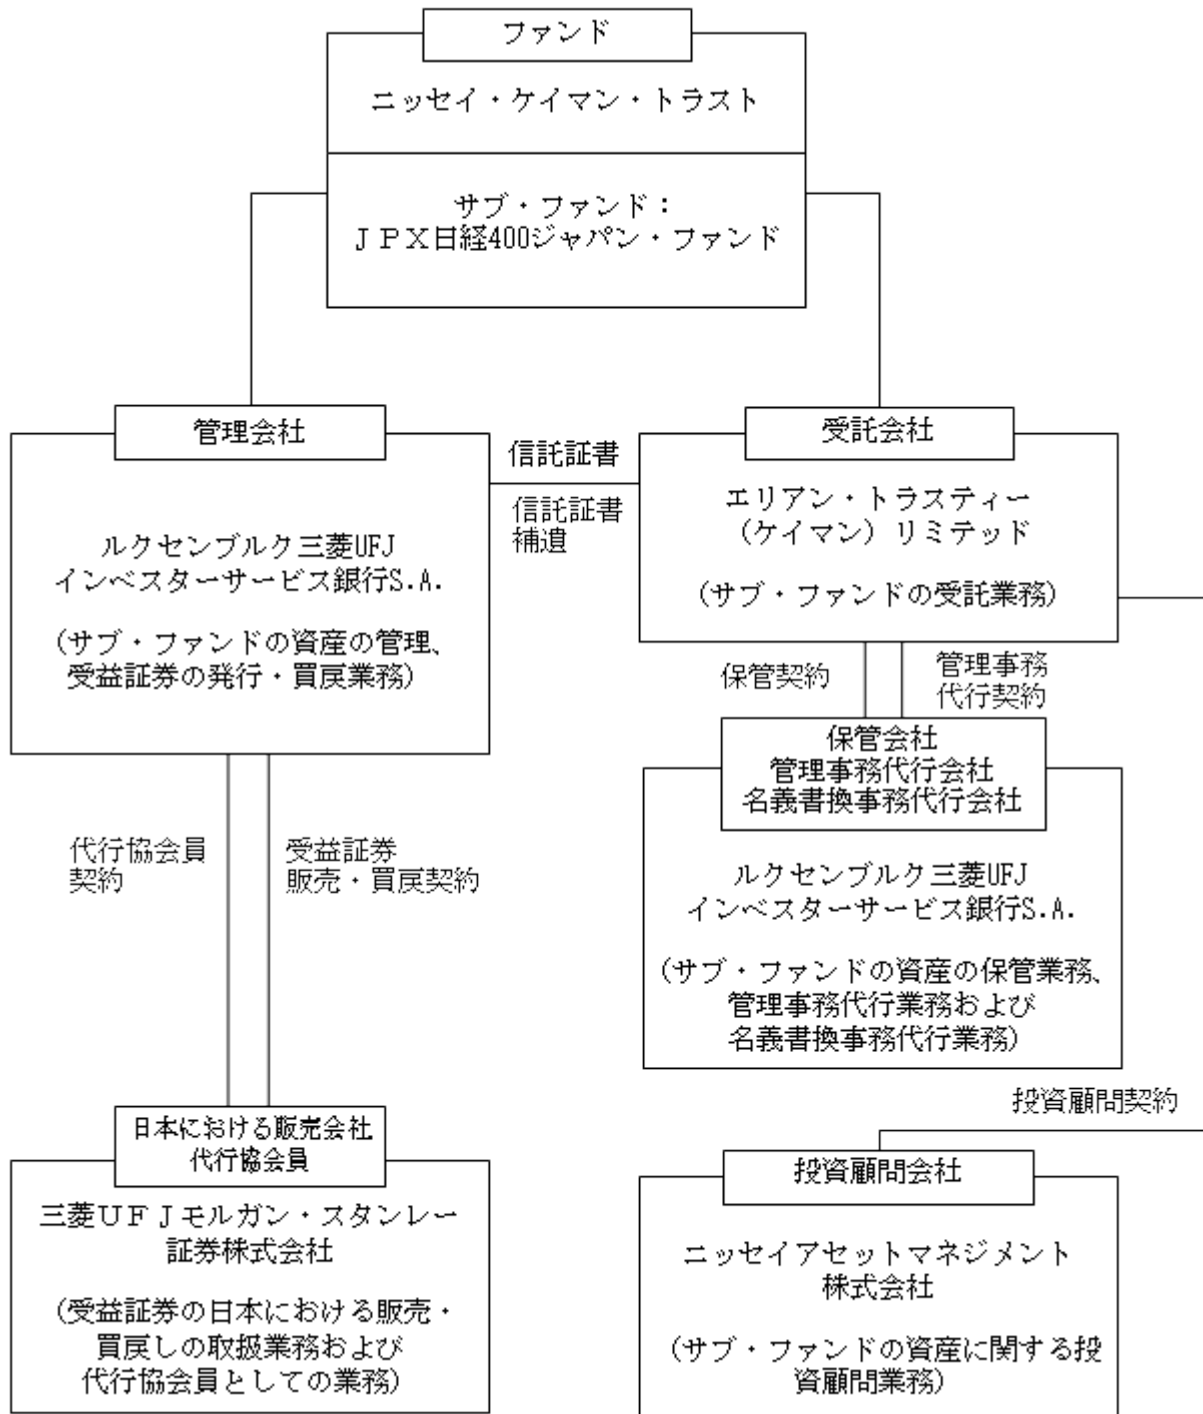 ファンド
ニッセイ・ケイマン・トラスト
サブ・ファンド：
ＪＰＸ日経400ジャパン・ファンド
管理会社
ルクセンブルク三菱UFJ
インベスターサービス銀行S.A.
（サブ・ファンドの資産の管理、
受益証券の発行・買戻業務）
信託証書
信託証書
補遺
受託会社
エリアン・トラスティー
（ケイマン）リミテッド
（サブ・ファンドの受託業務）
保管契約
管理事務
代行契約
保管会社
管理事務代行会社
名義書換事務代行会社
ルクセンブルク三菱UFJ
インベスターサービス銀行S.A.
（サブ・ファンドの資産の保管業務、
管理事務代行業務および
名義書換事務代行業務）
代行協会員
契約
受益証券
販売・買戻契約
日本における販売会社
代行協会員
三菱ＵＦＪモルガン・スタンレー
証券株式会社
（受益証券の日本における販売・
買戻しの取扱業務および
代行協会員としての業務）
投資顧問契約
投資顧問会社
ニッセイアセットマネジメント
株式会社
（サブ・ファンドの資産に関する投
資顧問業務）